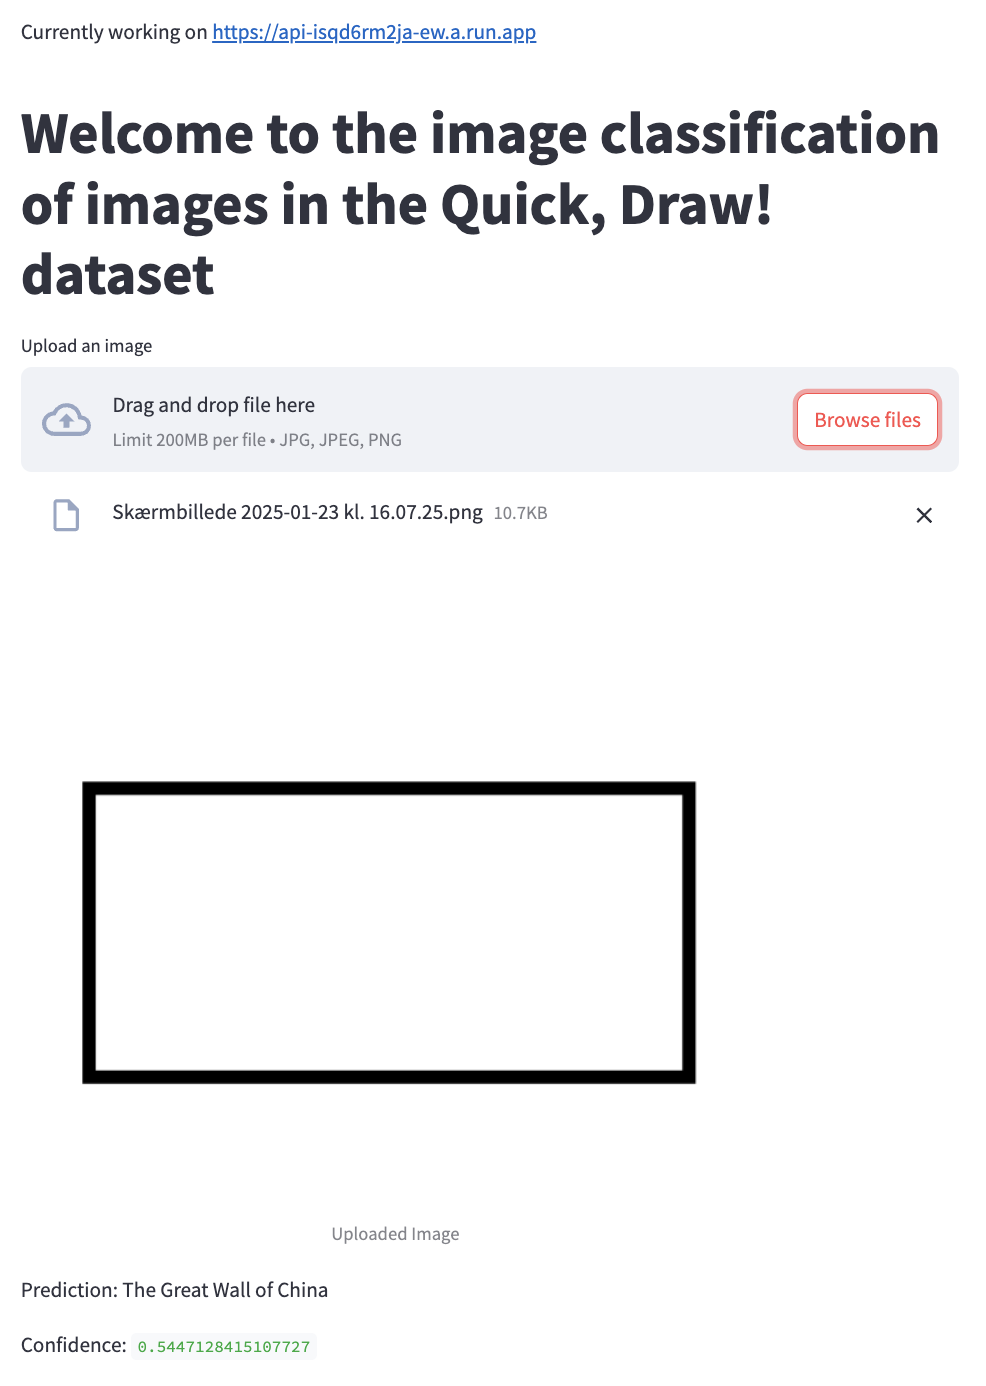 Currently working on https://api-isqd6rm2ja-ew.a.run.app
Welcome to the image classification
of images in the Quick, Draw!
dataset
Upload an image
Drag and drop file here
Limit 200MB per file • JPG, JPEG, PNG
Browse files
Skærmbillede 2025-01-23 kl. 16.07.25.png 10.7KB
Uploaded Image
Prediction: The Great Wall of China
Confidence: 0.5447128415107727